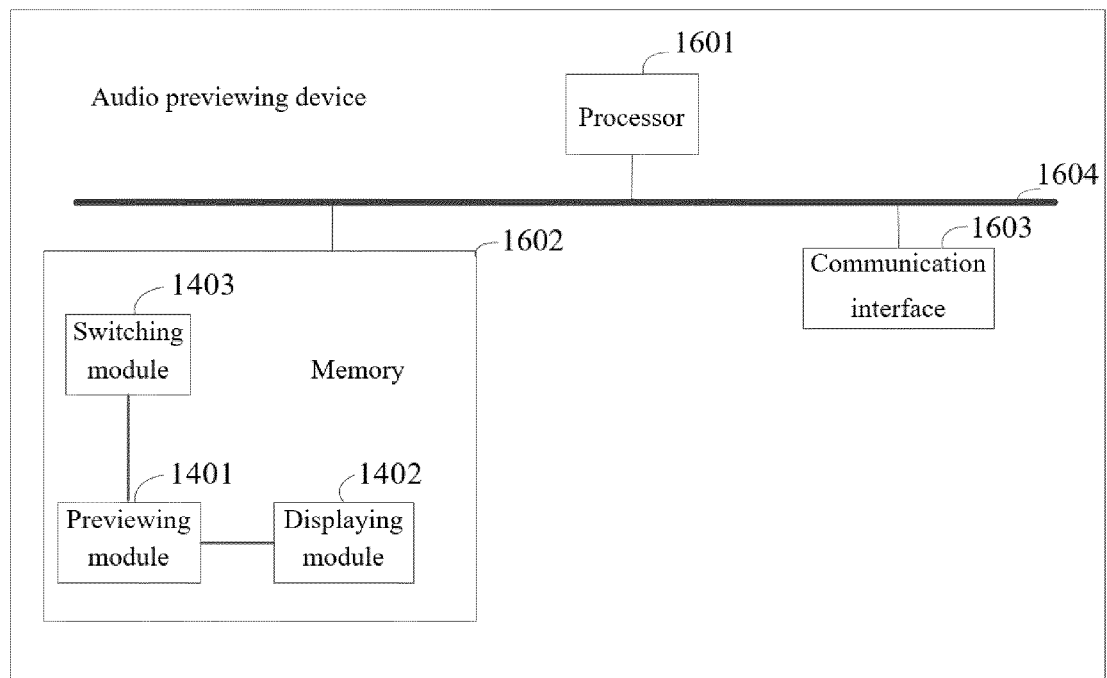 1601
Audio previewing device
Processor
1604
1602
1603
Communication
interface
1403
Switching
module
Memory
1401
1402
Previewing
module
Displaying
module